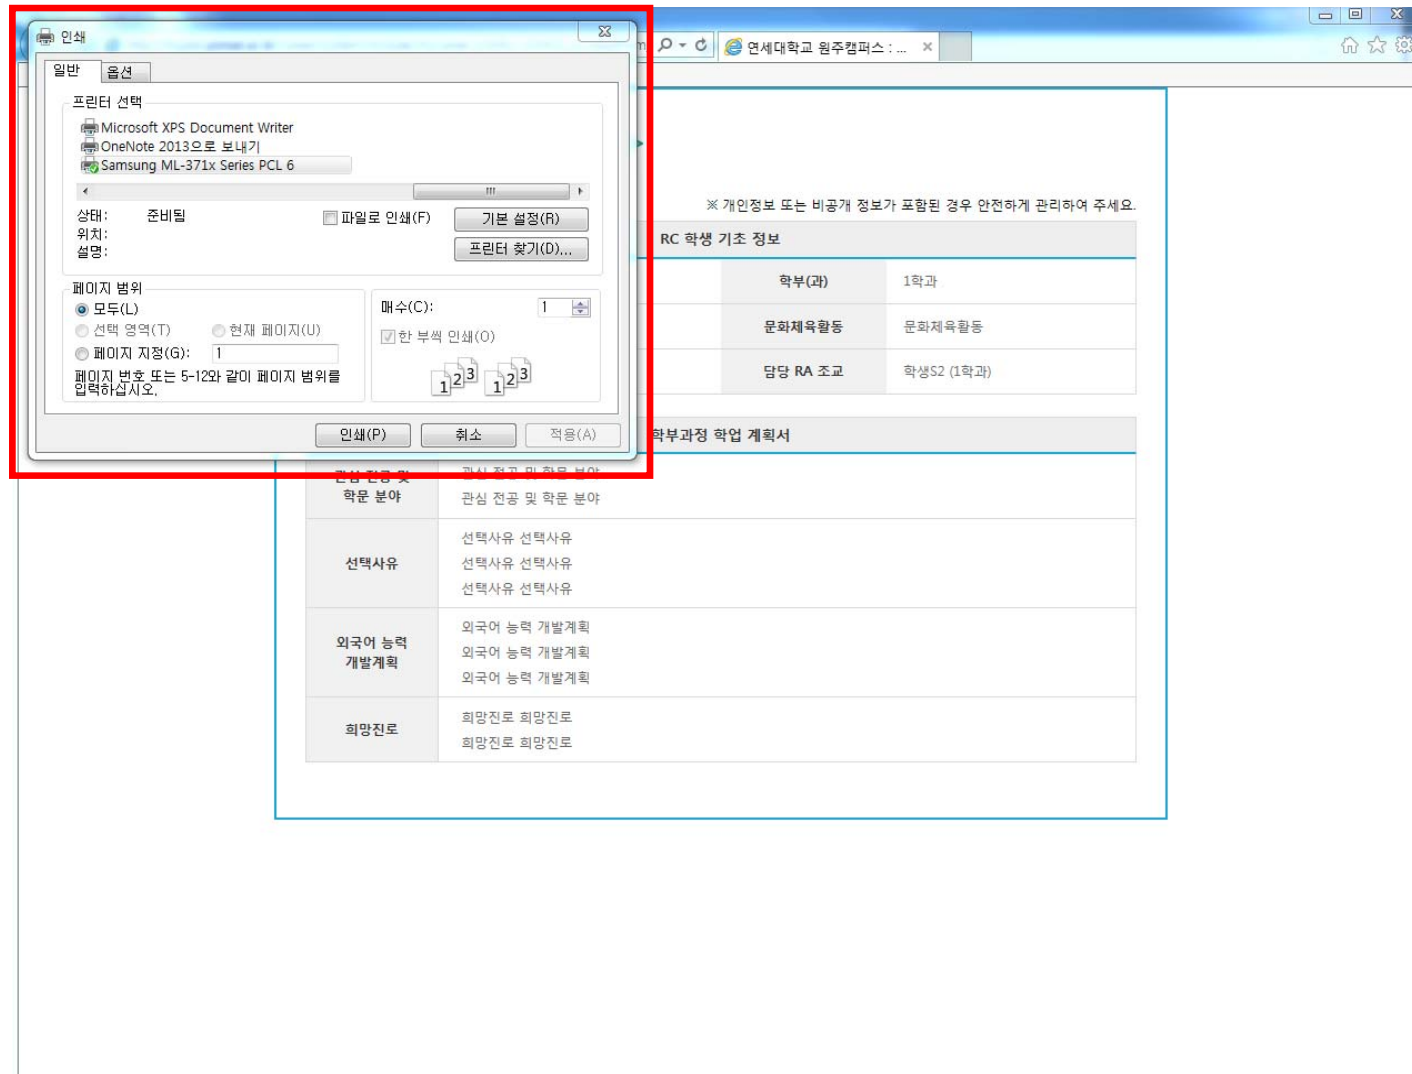 인쇄
연세대학교 원주캠퍼스 : ...
일반 옵션
프린터 선택
Microsoft XPS Document Writer
OneNote 2013으로 보내기
Samsung ML-371x Series PCL 6
상태: 준비됨
위치:
설명:
파일로 인쇄(F)
기본 설정(R)
프린터 찾기(D)...
페이지 범위
모두(L)
선택 영역(T) 현재 페이지(U)
페이지 지정(G): 1
페이지 번호 또는 5-12와 같이 페이지 범위를
입력하십시오.
매수(C): 1
한 부씩 인쇄(O)
1 2 3 1 2 3
인쇄(P) 취소 적용(A)
※ 개인정보 또는 비공개 정보가 포함된 경우 안전하게 관리하여 주세요.
RC 학생 기초 정보
학부(과) 1학과
문화체육활동 문화체육활동
담당 RA 조교 학생S2 (1학과)
학부과정 학업 계획서
관심 전공 및
학문 분야
관심 전공 및 학문 분야
관심 전공 및 학문 분야
선택사유
선택사유 선택사유
선택사유 선택사유
선택사유 선택사유
외국어 능력
개발계획
외국어 능력 개발계획
외국어 능력 개발계획
외국어 능력 개발계획
희망진로
희망진로 희망진로
희망진로 희망진로